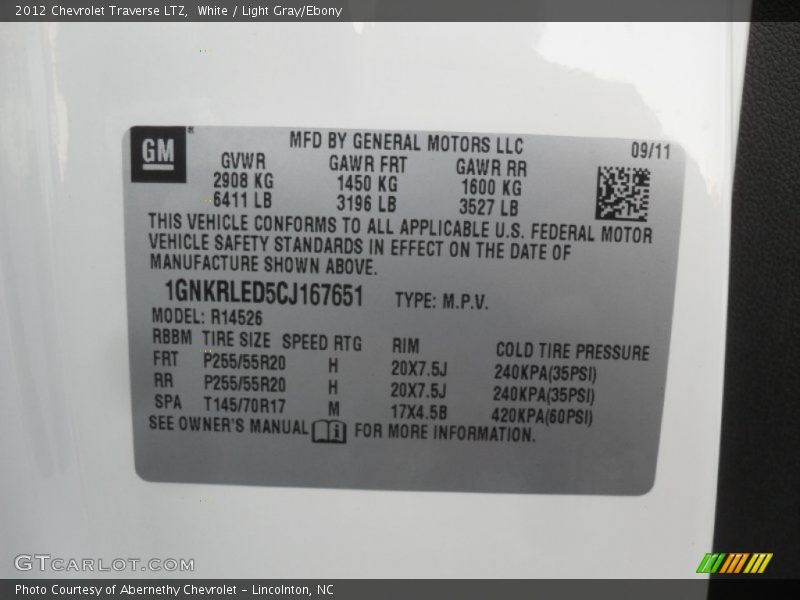 2012 Chevrolet Traverse LTZ, White / Light Gray/Ebony
GM®
MFD BY GENERAL MOTORS LLC 09/11
GVWR GAWR FRT GAWR RR
2908 KG 1450 KG 1600 KG
6411 LB 3196 LB 3527 LB
THIS VEHICLE CONFORMS TO ALL APPLICABLE U.S. FEDERAL MOTOR
VEHICLE SAFETY STANDARDS IN EFFECT ON THE DATE OF
MANUFACTURE SHOWN ABOVE.
1GNKRLED5CJ167651 TYPE: M.P.V.
MODEL: R14526
RBBM TIRE SIZE SPEED RTG RIM COLD TIRE PRESSURE
FRT P255/55R20 H 20X7.5J 240KPA(35PSI)
RR P255/55R20 H 20X7.5J 240KPA(35PSI)
SPA T145/70R17 M 17X4.5B 420KPA(60PSI)
SEE OWNER'S MANUAL i FOR MORE INFORMATION.
GTCARLOT.COM
Photo Courtesy of Abernethy Chevrolet - Lincolnton, NC